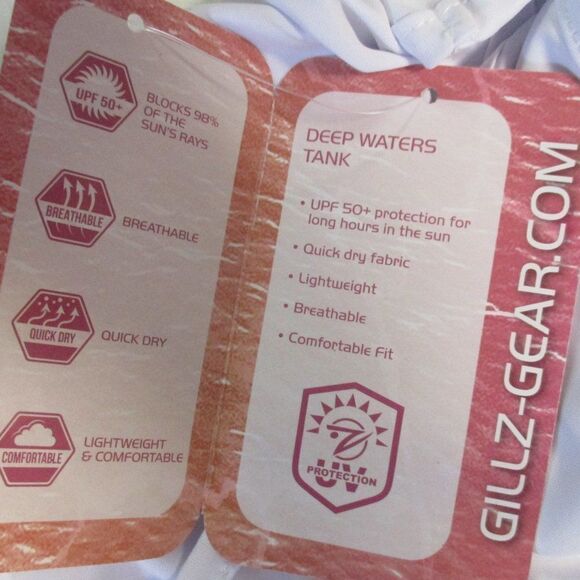 UPF 50+
BLOCKS 98%
OF THE
SUN'S RAYS
BREATHABLE
BREATHABLE
QUICK DRY
QUICK DRY
COMFORTABLE
LIGHTWEIGHT
& COMFORTABLE
DEEP WATERS
TANK
• UPF 50+ protection for
long hours in the sun
• Quick dry fabric
• Lightweight
• Breathable
• Comfortable Fit
PROTECTION
UV
GILLZ-GEAR.COM